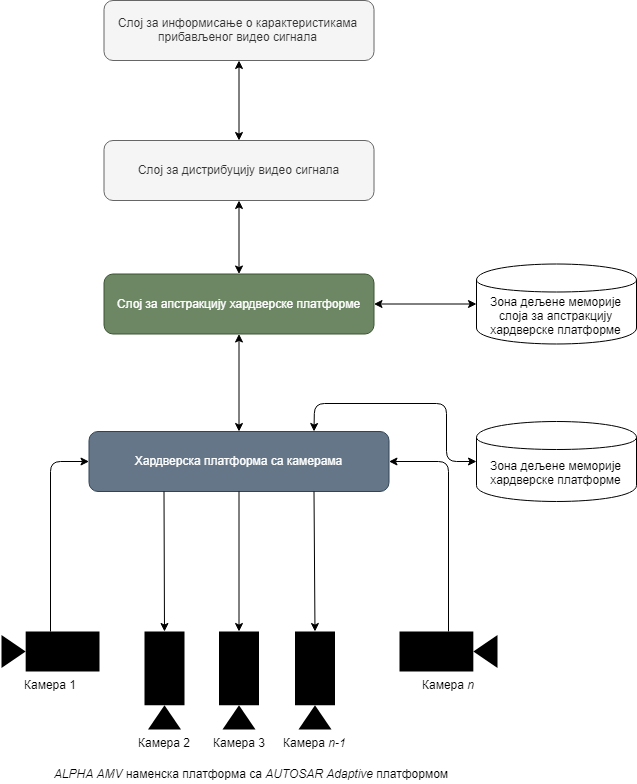 Слој за информисање о карактеристикама
прибављеног видео сигнала
Слој за дистрибуцију видео сигнала
Слој за апстракцију хардверске платформе
Зона дељене меморије
слоја за апстракцију
хардверске платформе
Хардверска платформа са камерама
Зона дељене меморије
хардверске платформе
Камера 1
Камера n
Камера 2
Камера 3
Камера n-1
ALPHA AMV наменска платформа са AUTOSAR Adaptive платформом